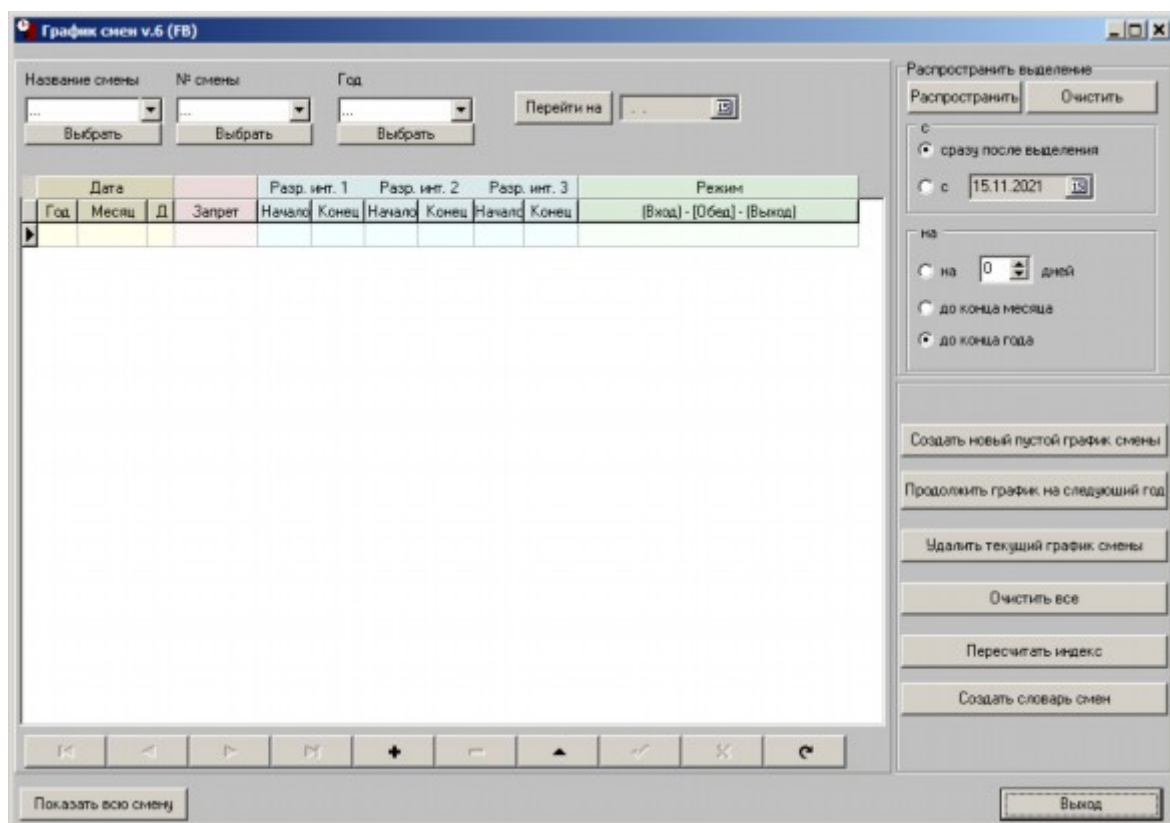 График смен v.6 (FB)
Название смены № смены Год
... ... ...
Перейти на . . 15
Выбрать Выбрать Выбрать
Дата Разр. инт. 1 Разр. инт. 2 Разр. инт. 3 Режим
Год Месяц Д Запрет Начало Конец Начало Конец Начало Конец (Вход) - [Обед] - (Выход)
Показать всю смену
Распространить выделение
Распространить Очистить
с
сразу после выделения
с 15.11.2021 15
на
на 0 дней
до конца месяца
до конца года
Создать новый пустой график смены
Продолжить график на следующий год
Удалить текущий график смены
Очистить все
Пересчитать индекс
Создать словарь смен
Выход